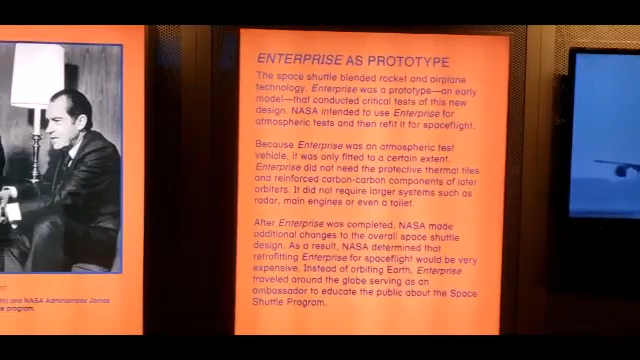 ENTERPRISE AS PROTOTYPE
The space shuttle blended rocket and airplane
technology. Enterprise was a prototype—an early
model—that conducted critical tests of this new
design. NASA intended to use Enterprise for
atmospheric tests and then refit it for spaceflight.
Because Enterprise was an atmospheric test
vehicle, it was only fitted to a certain extent.
Enterprise did not need the protective thermal tiles
and reinforced carbon-carbon components of later
orbiters. It did not require larger systems such as
radar, main engines or even a toilet.
After Enterprise was completed, NASA made
additional changes to the overall space shuttle
design. As a result, NASA determined that
retrofitting Enterprise for spaceflight would be very
expensive. Instead of orbiting Earth, Enterprise
traveled around the globe serving as an
ambassador to educate the public about the Space
Shuttle Program.
and NASA Administrator James
program.